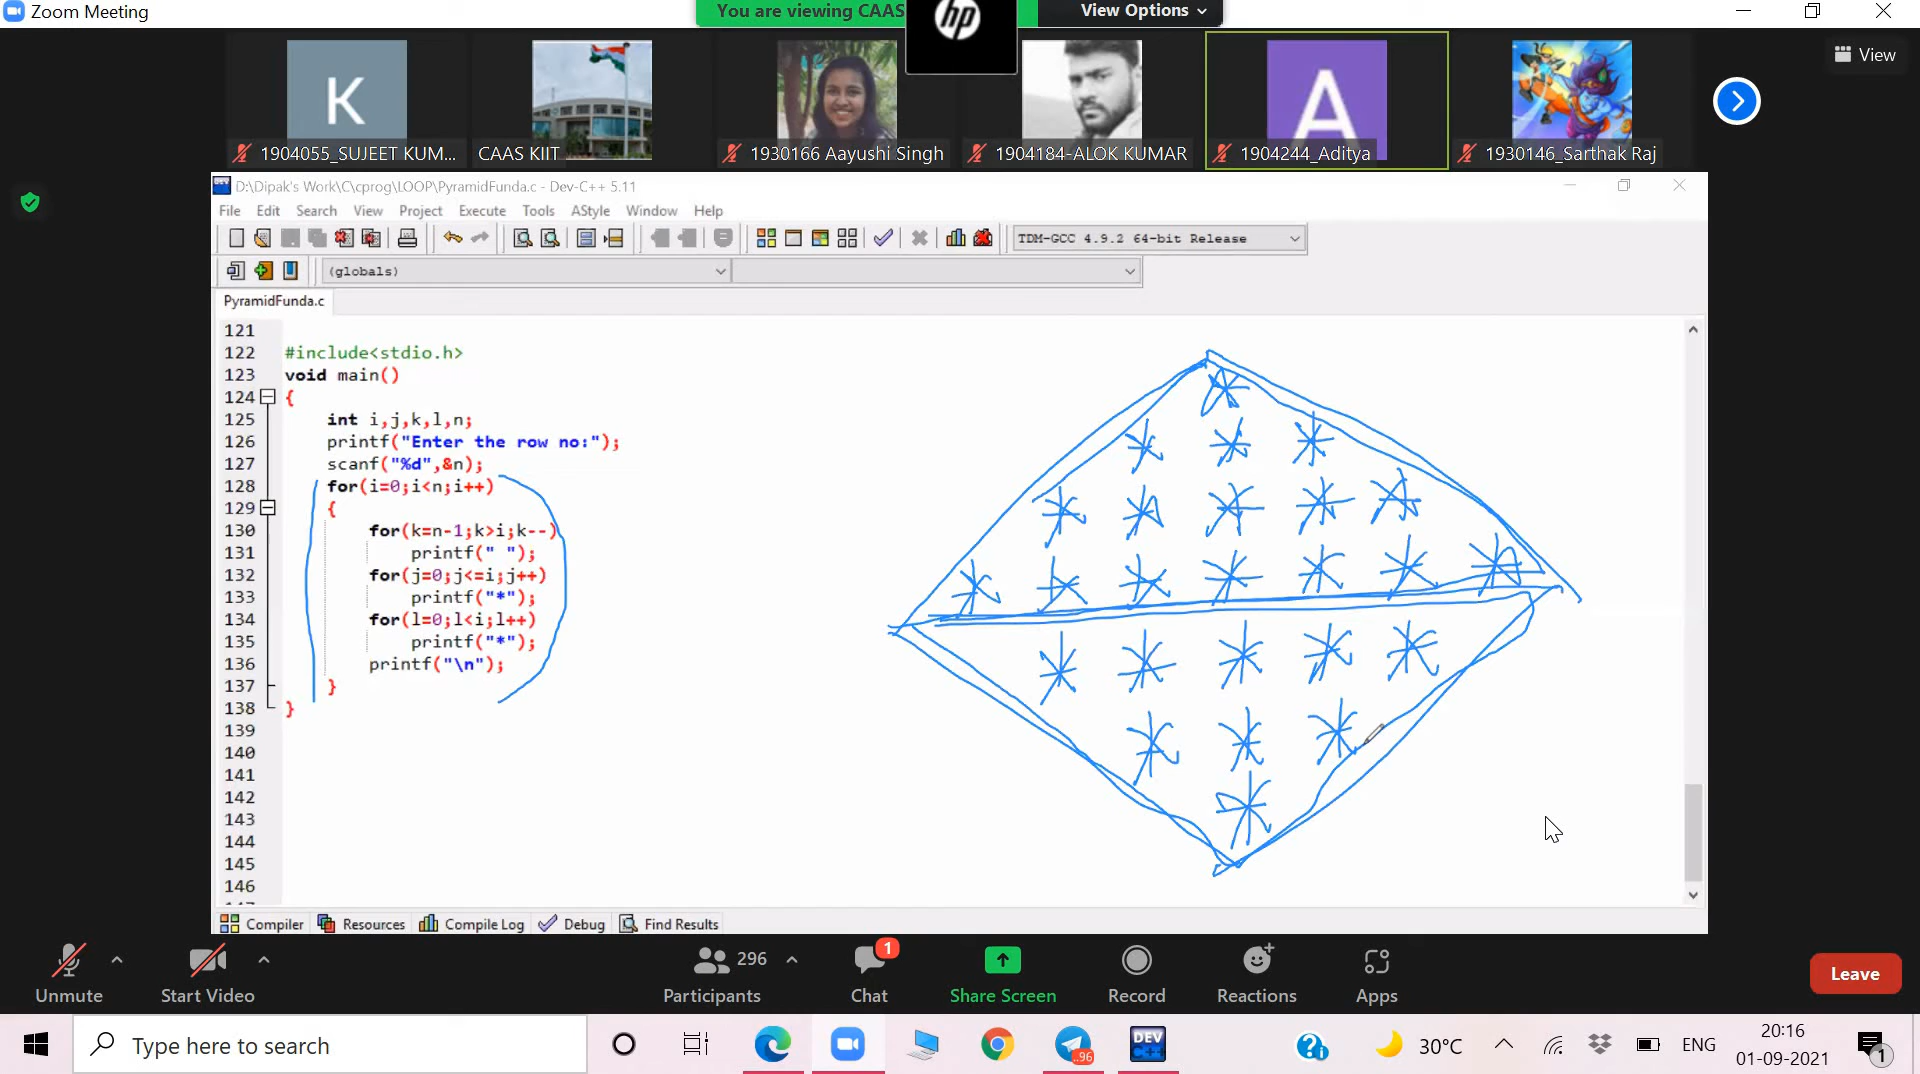 Zoom Meeting
You are viewing CAAS
hp
View Options
View
K
A
1904055_SUJEET KUM...
CAAS KIIT
1930166 Aayushi Singh
1904184-ALOK KUMAR
1904244_Aditya
1930146_Sarthak Raj
DEV
D:\Dipak's Work\C\cprog\LOOP\PyramidFunda.c - Dev-C++ 5.11
File Edit Search View Project Execute Tools AStyle Window Help
TDM-GCC 4.9.2 64-bit Release
(globals)
PyramidFunda.c
121
122 #include<stdio.h>
123 void main()
124 {
125 int i,j,k,l,n;
126 printf("Enter the row no:");
127 scanf("%d",&n);
128 for(i=0;i<n;i++)
129 {
130 for(k=n-1;k>i;k--)
131 printf(" ");
132 for(j=0;j<=i;j++)
133 printf("*");
134 for(l=0;l<i;l++)
135 printf("*");
136 printf("\n");
137 }
138 }
139
140
141
142
143
144
145
146
*
* * *
* * * * *
* * * * * * *
* * * * *
* * *
*
Compiler Resources Compile Log Debug Find Results
Unmute
Start Video
296
Participants
1
Chat
Share Screen
Record
Reactions
Apps
Leave
Type here to search
..96
DEV
C++
30°C
ENG
20:16
01-09-2021
1